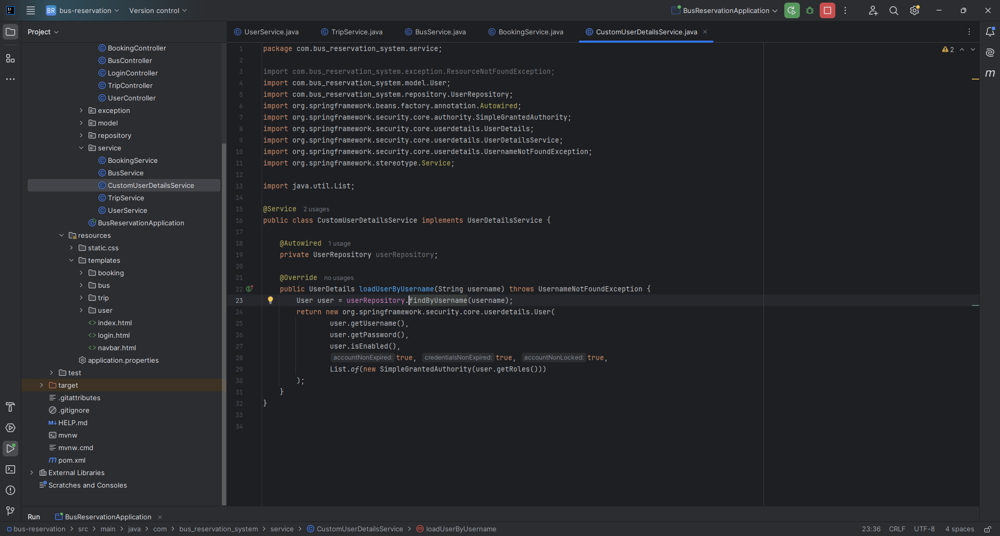 BR bus-reservation Version control BusReservationApplication
Project
UserService.java TripService.java BusService.java BookingService.java CustomUserDetailsService.java
BookingController
BusController
LoginController
TripController
UserController
exception
model
repository
service
BookingService
BusService
CustomUserDetailsService
TripService
UserService
BusReservationApplication
resources
static.css
templates
booking
bus
trip
user
<> index.html
<> login.html
<> navbar.html
application.properties
test
target
.gitattributes
.gitignore
M↓ HELP.md
mvnw
mvnw.cmd
m pom.xml
External Libraries
Scratches and Consoles
2
m
1 package com.bus_reservation_system.service;
2
3 import com.bus_reservation_system.exception.ResourceNotFoundException;
4 import com.bus_reservation_system.model.User;
5 import com.bus_reservation_system.repository.UserRepository;
6 import org.springframework.beans.factory.annotation.Autowired;
7 import org.springframework.security.core.authority.SimpleGrantedAuthority;
8 import org.springframework.security.core.userdetails.UserDetails;
9 import org.springframework.security.core.userdetails.UserDetailsService;
10 import org.springframework.security.core.userdetails.UsernameNotFoundException;
11 import org.springframework.stereotype.Service;
12
13 import java.util.List;
14
15 @Service 2 usages
16 public class CustomUserDetailsService implements UserDetailsService {
17
18 @Autowired 1 usage
19 private UserRepository userRepository;
20
21 @Override no usages
22 public UserDetails loadUserByUsername(String username) throws UsernameNotFoundException {
23 User user = userRepository.findByUsername(username);
24 return new org.springframework.security.core.userdetails.User(
25 user.getUsername(),
26 user.getPassword(),
27 user.isEnabled(),
28 accountNonExpired: true, credentialsNonExpired: true, accountNonLocked: true,
29 List.of(new SimpleGrantedAuthority(user.getRoles()))
30 );
31 }
32 }
33
34
Run BusReservationApplication
bus-reservation > src > main > java > com > bus_reservation_system > service > CustomUserDetailsService > loadUserByUsername 23:36 CRLF UTF-8 4 spaces